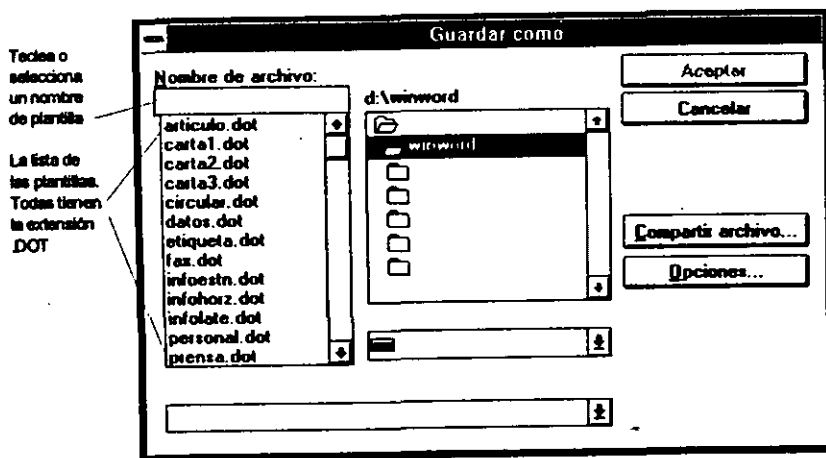 Guardar como
Teclea o
selecciona
un nombre
de plantilla
La lista de
las plantillas.
Todas tienen
la extensión
.DOT
Nombre de archivo:
articulo.dot
carta1.dot
carta2.dot
carta3.dot
circular.dot
datos.dot
etiqueta.dot
fax.dot
infoestn.dot
infohorz.dot
infolate.dot
personal.dot
prensa.dot
d:\winword
winword
Aceptar
Cancelar
Compartir archivo...
Opciones...